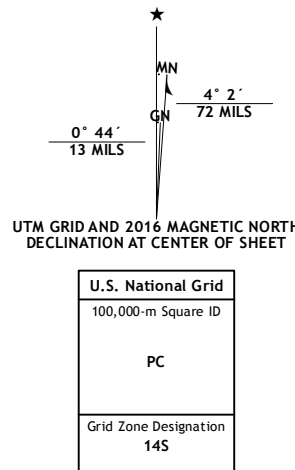 MN
4° 2´
72 MILS
GN
0° 44´
13 MILS
UTM GRID AND 2016 MAGNETIC NORTH
DECLINATION AT CENTER OF SHEET
U.S. National Grid
100,000-m Square ID
PC
Grid Zone Designation
14S